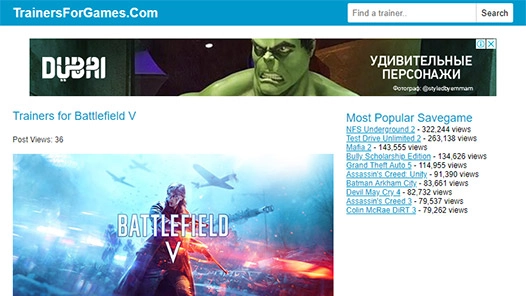 TrainersForGames.Com
Find a trainer..
Search
DUBAI
УДИВИТЕЛЬНЫЕ
ПЕРСОНАЖИ
Фотограф: @styledbyemmam
Trainers for Battlefield V
Post Views: 36
BATTLEFIELD
V
Most Popular Savegame
NFS Underground 2 - 322,244 views
Test Drive Unlimited 2 - 263,138 views
Mafia 2 - 143,555 views
Bully Scholarship Edition - 134,626 views
Grand Theft Auto 5 - 114,955 views
Assassin's Creed: Unity - 91,390 views
Batman Arkham City - 83,661 views
Devil May Cry 4 - 82,732 views
Assassin's Creed 3 - 79,537 views
Colin McRae DiRT 3 - 79,262 views